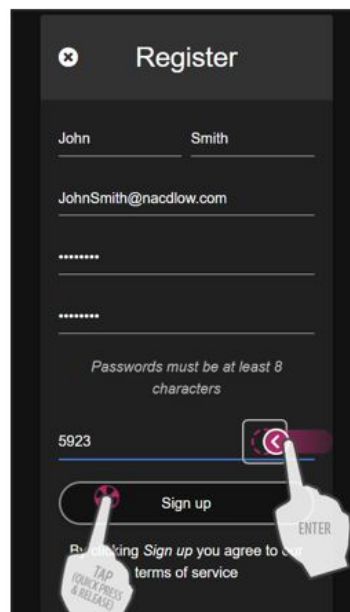 Register
John Smith
JohnSmith@nacdlow.com
••••••••
••••••••
Passwords must be at least 8
characters
5923
Sign up
ENTER
By clicking Sign up you agree to our
terms of service
TAP
(QUICK PRESS
& RELEASE)